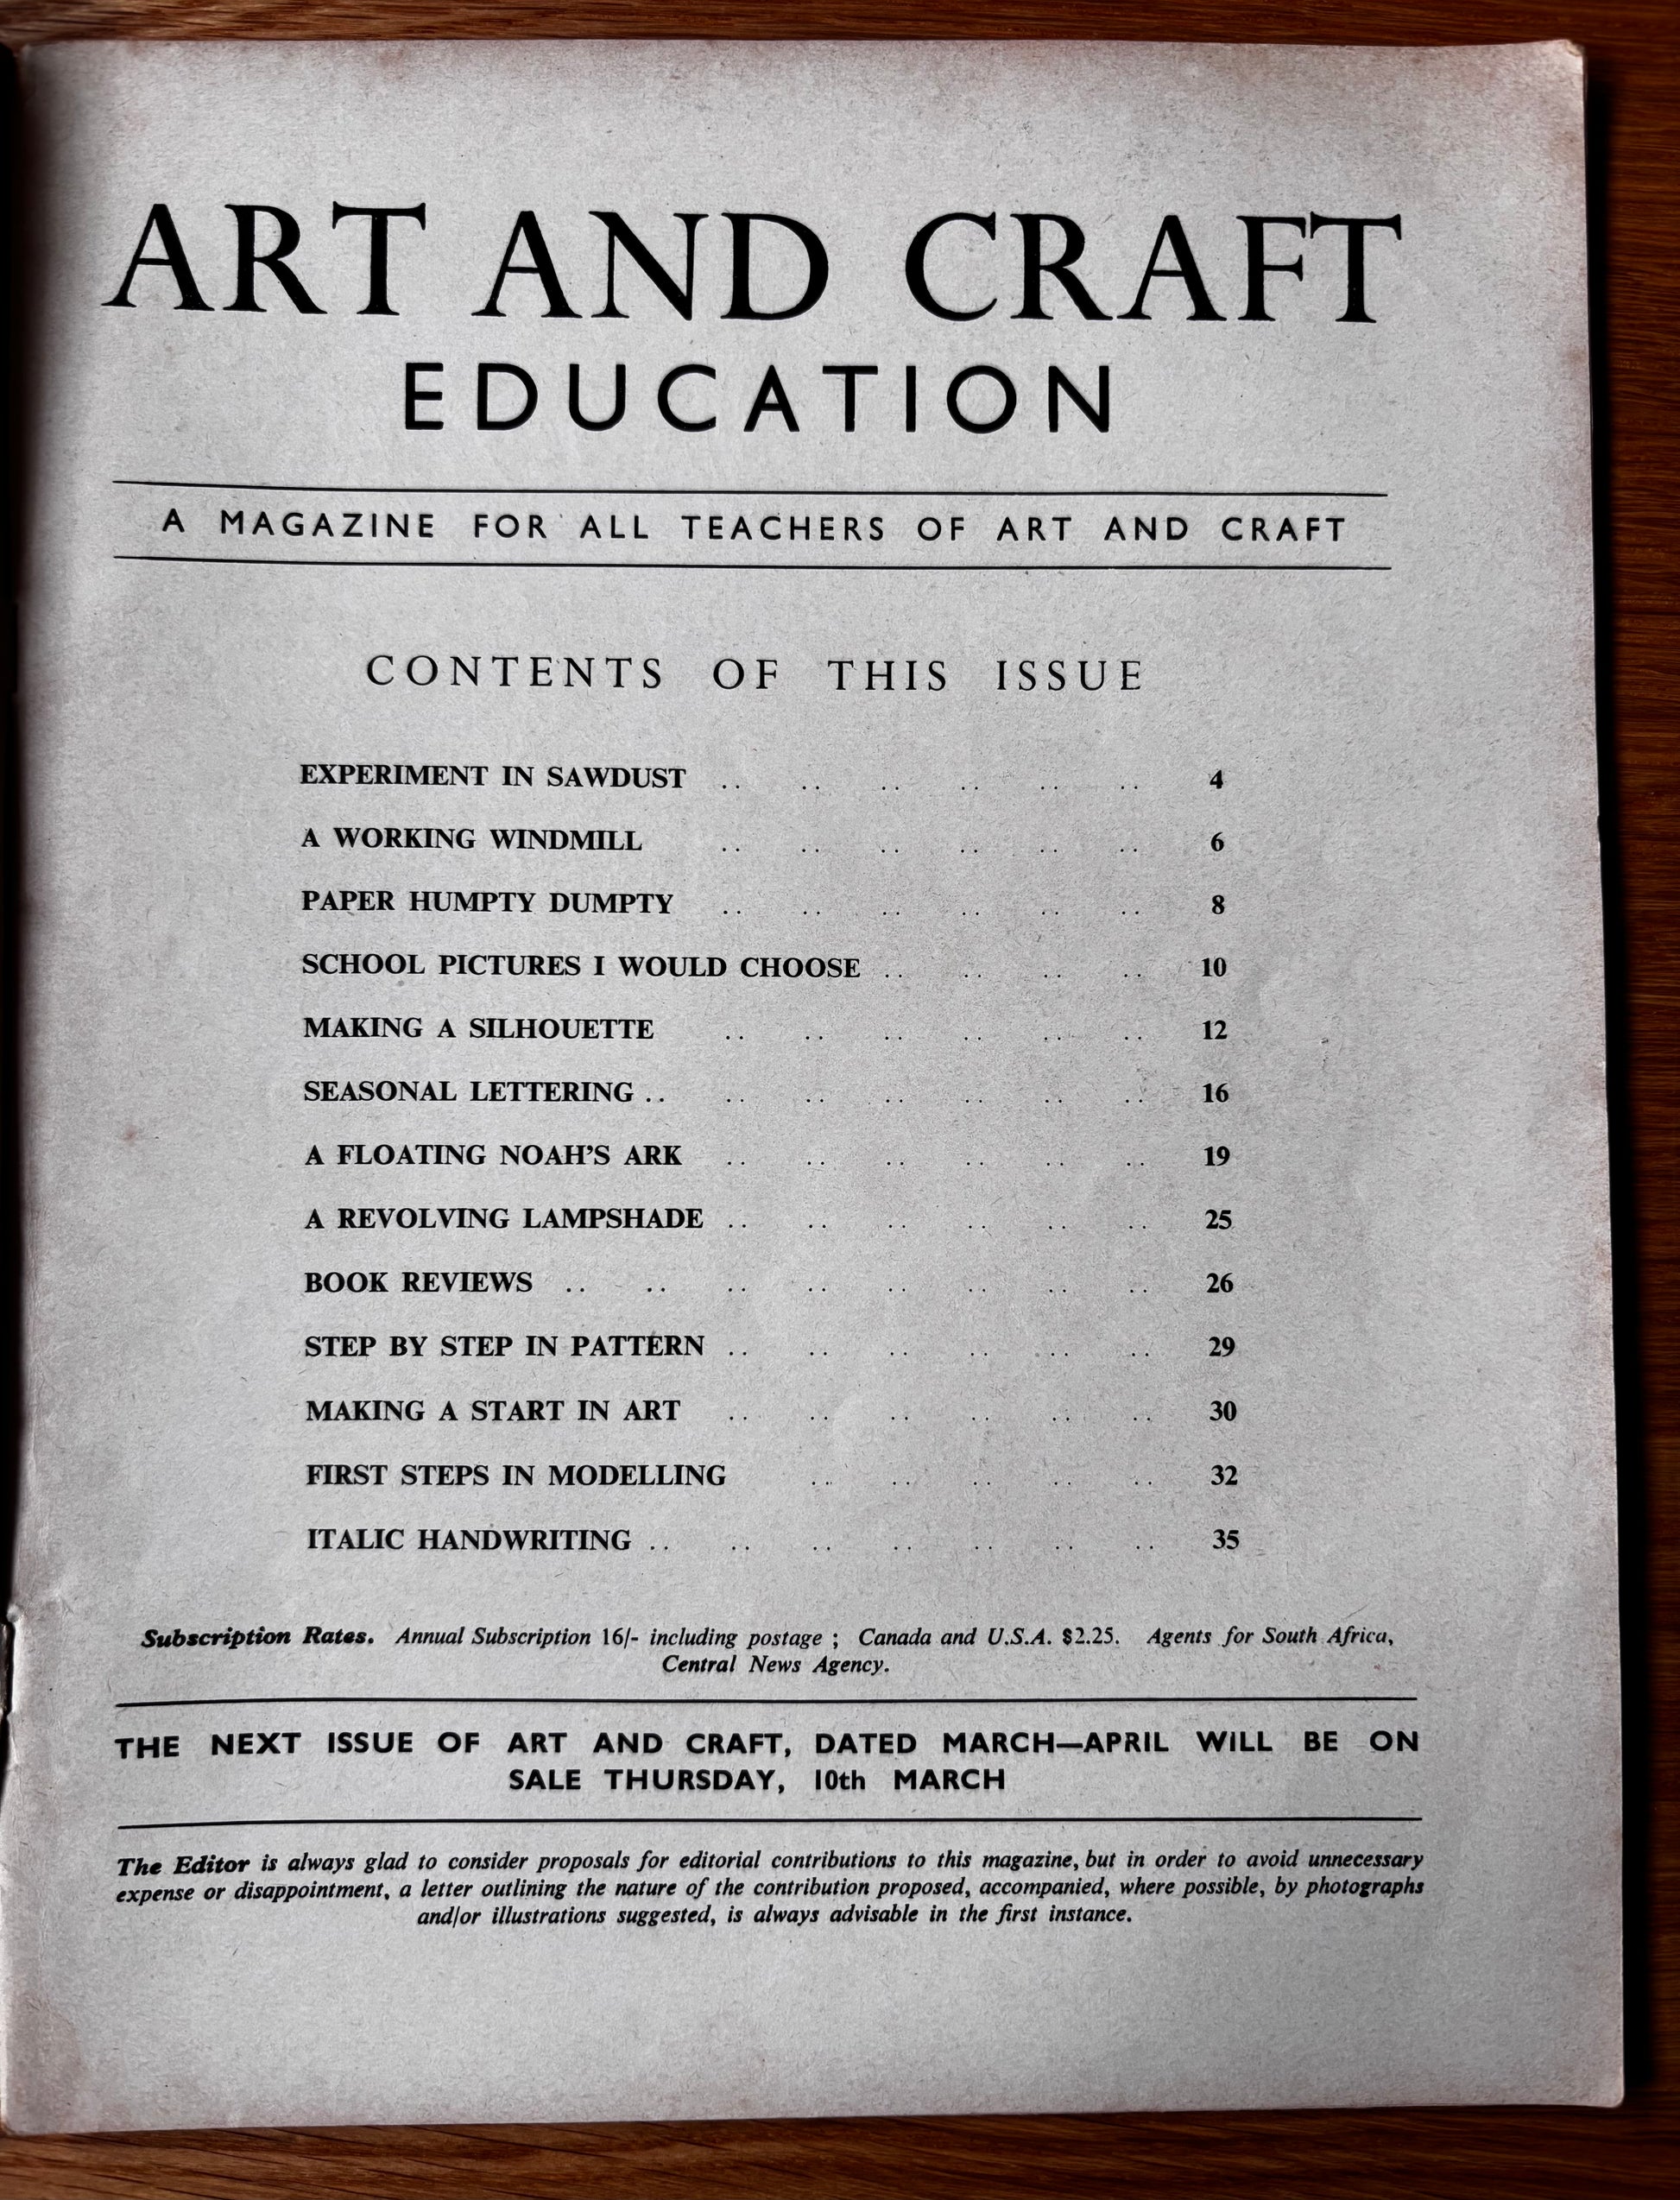 ART AND CRAFT
EDUCATION
A MAGAZINE FOR ALL TEACHERS OF ART AND CRAFT
CONTENTS OF THIS ISSUE
EXPERIMENT IN SAWDUST .. .. .. .. .. .. 4
A WORKING WINDMILL .. .. .. .. .. .. 6
PAPER HUMPTY DUMPTY .. .. .. .. .. .. 8
SCHOOL PICTURES I WOULD CHOOSE .. .. .. .. 10
MAKING A SILHOUETTE .. .. .. .. .. .. 12
SEASONAL LETTERING .. .. .. .. .. .. .. 16
A FLOATING NOAH'S ARK .. .. .. .. .. .. 19
A REVOLVING LAMPSHADE .. .. .. .. .. .. 25
BOOK REVIEWS .. .. .. .. .. .. .. .. 26
STEP BY STEP IN PATTERN .. .. .. .. .. .. 29
MAKING A START IN ART .. .. .. .. .. .. 30
FIRST STEPS IN MODELLING .. .. .. .. .. 32
ITALIC HANDWRITING .. .. .. .. .. .. .. 35
Subscription Rates. Annual Subscription 16/- including postage ; Canada and U.S.A. $2.25. Agents for South Africa,
Central News Agency.
THE NEXT ISSUE OF ART AND CRAFT, DATED MARCH—APRIL WILL BE ON
SALE THURSDAY, 10th MARCH
The Editor is always glad to consider proposals for editorial contributions to this magazine, but in order to avoid unnecessary
expense or disappointment, a letter outlining the nature of the contribution proposed, accompanied, where possible, by photographs
and/or illustrations suggested, is always advisable in the first instance.